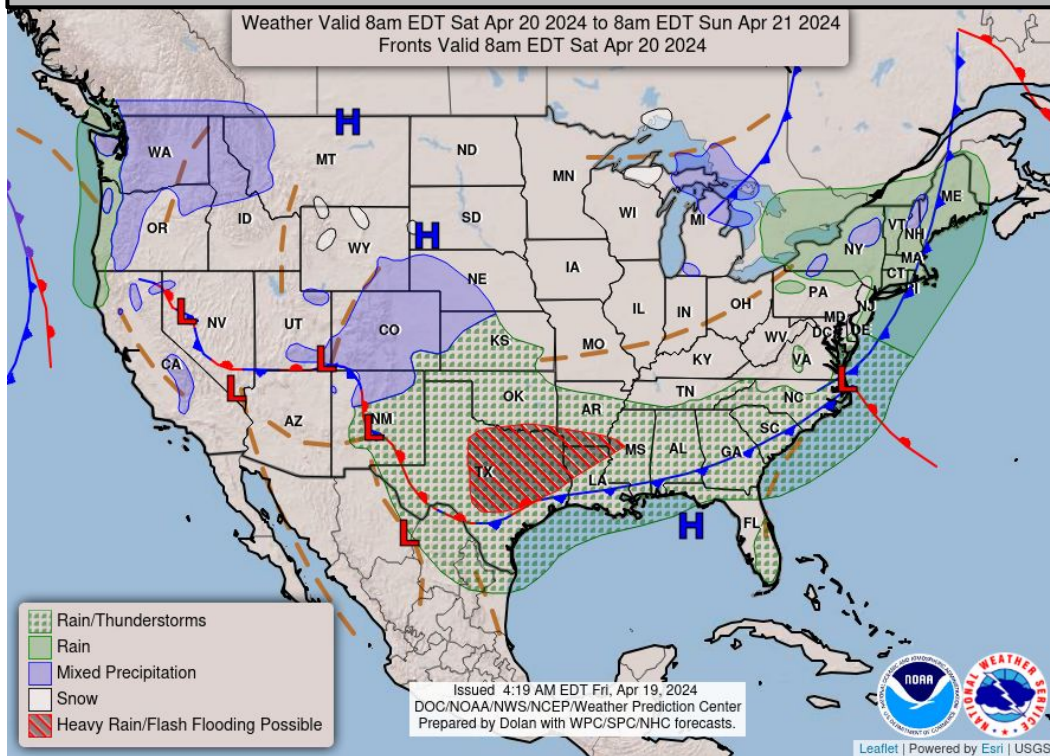 Weather Valid 8am EDT Sat Apr 20 2024 to 8am EDT Sun Apr 21 2024
Fronts Valid 8am EDT Sat Apr 20 2024
H
WA
MT
ND
MN
ME
VT
NH
MI
OR
ID
WY
SD
WI
NY
MA
CT
RI
H
NE
IA
PA
NJ
L
NV
UT
CO
IL
IN
OH
MD
DE
DC
WV
KS
MO
KY
VA
CA
L
L
L
AZ
NM
L
OK
AR
TN
NC
SC
TX
MS
AL
GA
LA
L
H
FL
Rain/Thunderstorms
Rain
Mixed Precipitation
Snow
Heavy Rain/Flash Flooding Possible
Issued 4:19 AM EDT Fri, Apr 19, 2024
DOC/NOAA/NWS/NCEP/Weather Prediction Center
Prepared by Dolan with WPC/SPC/NHC forecasts.
NOAA
NATIONAL WEATHER SERVICE
Leaflet | Powered by Esri | USGS